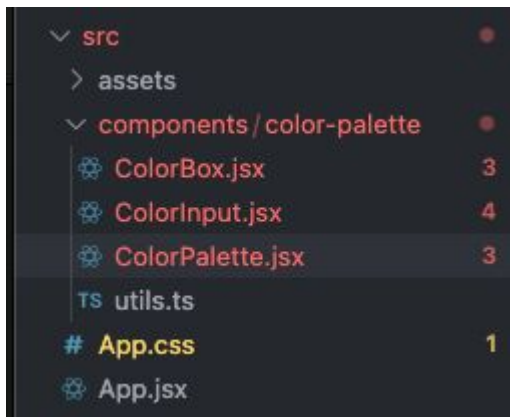 src
assets
components/color-palette
ColorBox.jsx 3
ColorInput.jsx 4
ColorPalette.jsx 3
TS utils.ts
# App.css 1
App.jsx